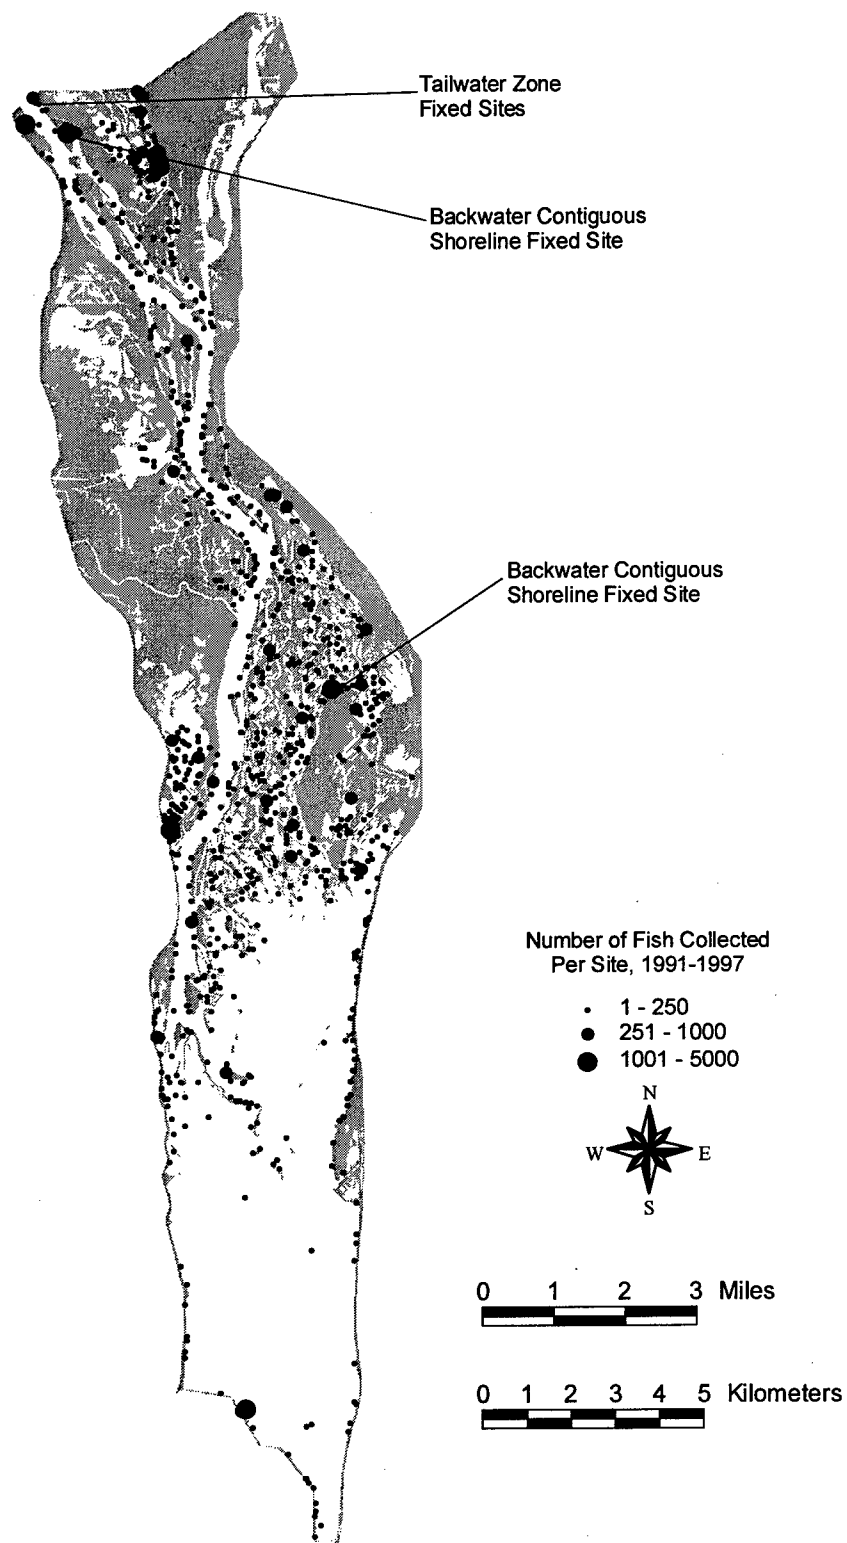 Tailwater Zone
Fixed Sites
Backwater Contiguous
Shoreline Fixed Site
Backwater Contiguous
Shoreline Fixed Site
Number of Fish Collected
Per Site, 1991-1997
1 - 250
251 - 1000
1001 - 5000
N
W E
S
0 1 2 3 Miles
0 1 2 3 4 5 Kilometers